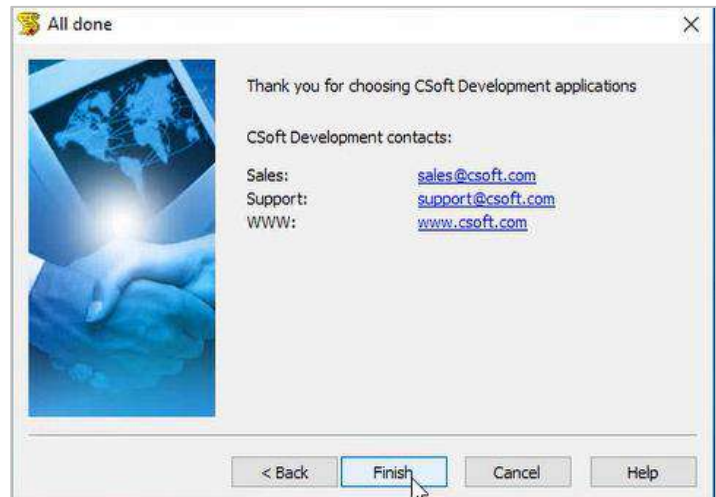 All done
Thank you for choosing CSoft Development applications
CSoft Development contacts:
Sales: sales@csoft.com
Support: support@csoft.com
WWW: www.csoft.com
< Back Finish Cancel Help